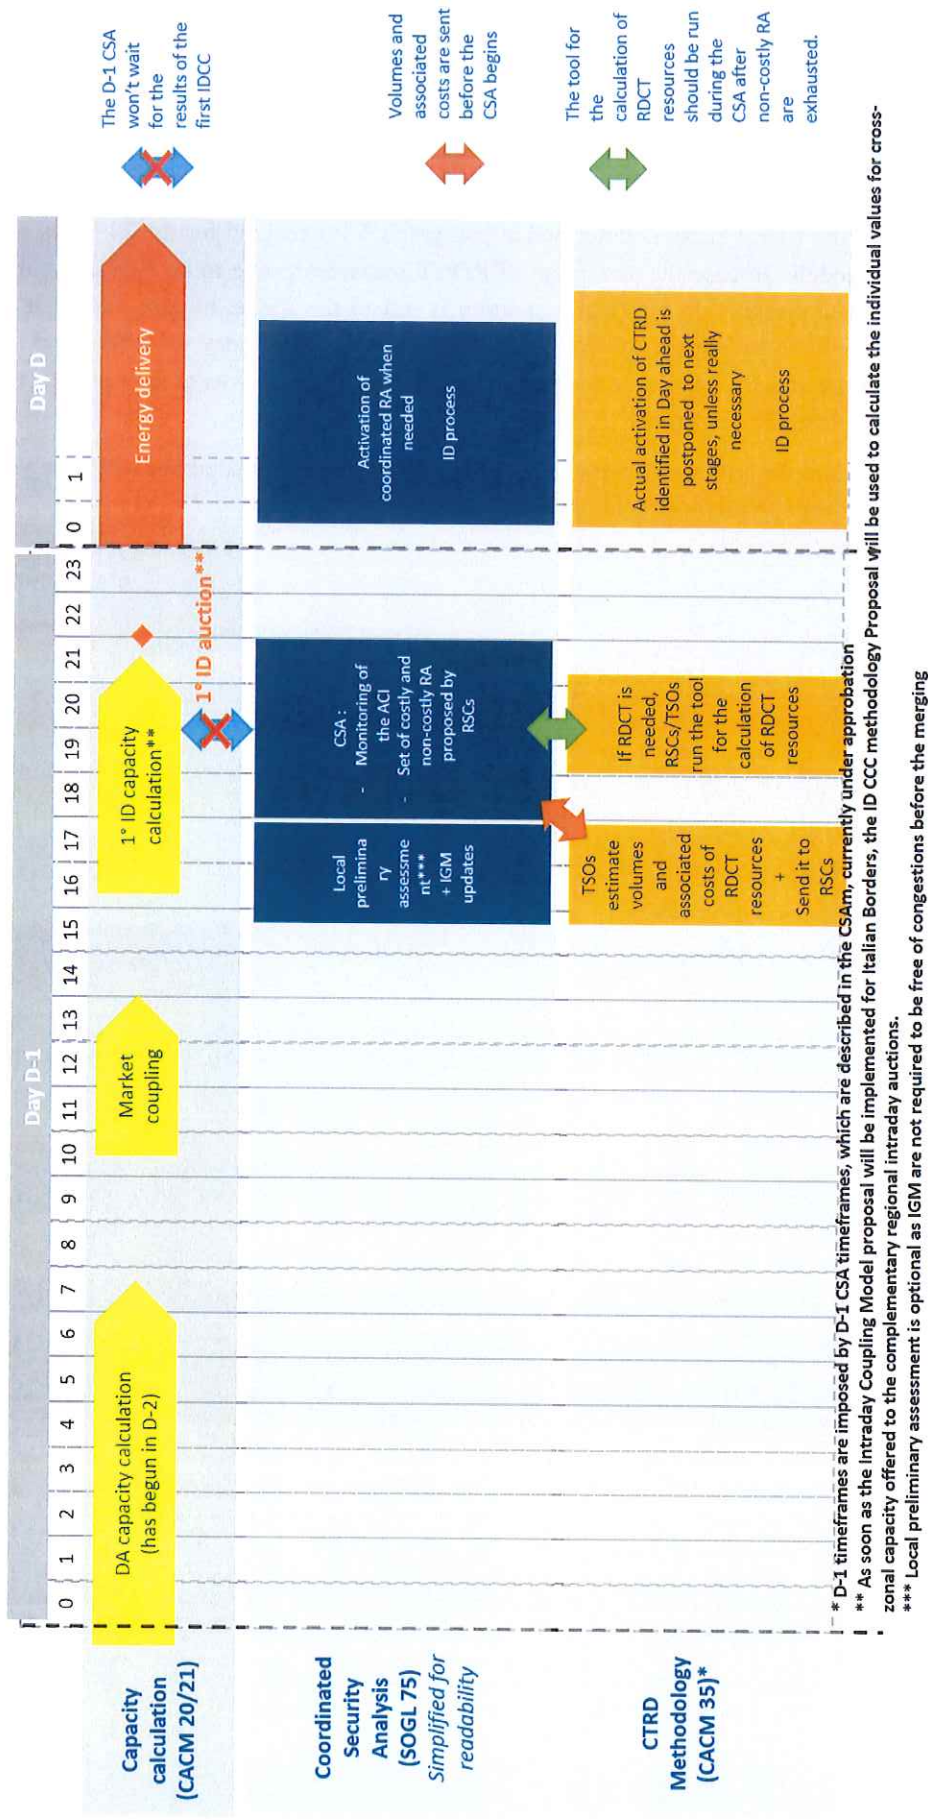 Day D-1
Day D
0 1 2 3 4 5 6 7 8 9 10 11 12 13 14 15 16 17 18 19 20 21 22 23 0 1
Capacity
calculation
(CACM 20/21)
DA capacity calculation
(has begun in D-2)
Market
coupling
1° ID capacity
calculation**
1° ID auction**
Energy delivery
The D-1 CSA
won't wait
for the
results of the
first IDCC
Coordinated
Security
Analysis
(SOGL 75)
Simplified for
readability
Local
prelimina
ry
assessme
nt***
+ IGM
updates
CSA :
- Monitoring of
the ACI
- Set of costly and
non-costly RA
proposed by
RSCs
Activation of
coordinated RA when
needed
ID process
Volumes and
associated
costs are sent
before the
CSA begins
CTRD
Methodology
(CACM 35)*
TSOs
estimate
volumes
and
associated
costs of
RDCT
resources
+
Send it to
RSCs
If RDCT is
needed,
RSCs/TSOs
run the tool
for the
calculation
of RDCT
resources
Actual activation of CTRD
identified in Day ahead is
postponed to next
stages, unless really
necessary
ID process
The tool for
the
calculation of
RDCT
resources
should be run
during the
CSA after
non-costly RA
are
exhausted.
* D-1 timeframes are imposed by D-1 CSA timeframes, which are described in the CSAm, currently under approbation
** As soon as the Intraday Coupling Model proposal will be implemented for Italian Borders, the ID CCC methodology Proposal will be used to calculate the individual values for cross-
zonal capacity offered to the complementary regional intraday auctions.
*** Local preliminary assessment is optional as IGM are not required to be free of congestions before the merging